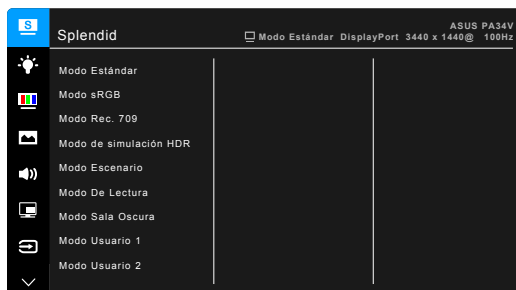 S
ASUS PA34V
Splendid
Modo Estándar DisplayPort 3440 x 1440@ 100Hz
Modo Estándar
Modo sRGB
Modo Rec. 709
Modo de simulación HDR
Modo Escenario
Modo De Lectura
Modo Sala Oscura
Modo Usuario 1
Modo Usuario 2